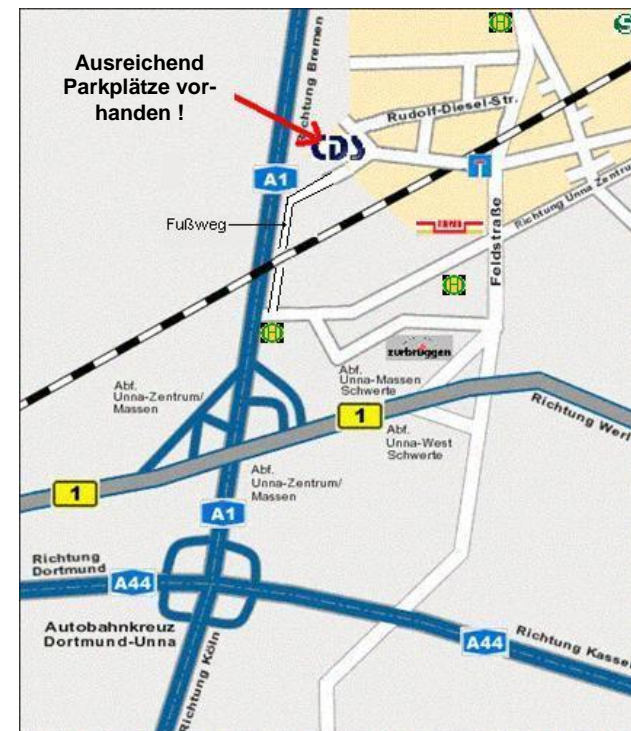 Ausreichend
Parkplätze vor-
handen !
Richtung Bremen
H
S
Rudolf-Diesel-Str.
CDS
A1
Fußweg
Richtung Unna Zentrum
Feldstraße
H
H
zurbrüggen
Abf.
Unna-Zentrum/
Massen
Abf.
Unna-Massen
Schwerte
1
Richtung Werl
Abf.
Unna-West
Schwerte
Abf.
Unna-Zentrum/
Massen
1
A1
Richtung
Dortmund
A44
Autobahnkreuz
Dortmund-Unna
Richtung Köln
A44
Richtung Kassel